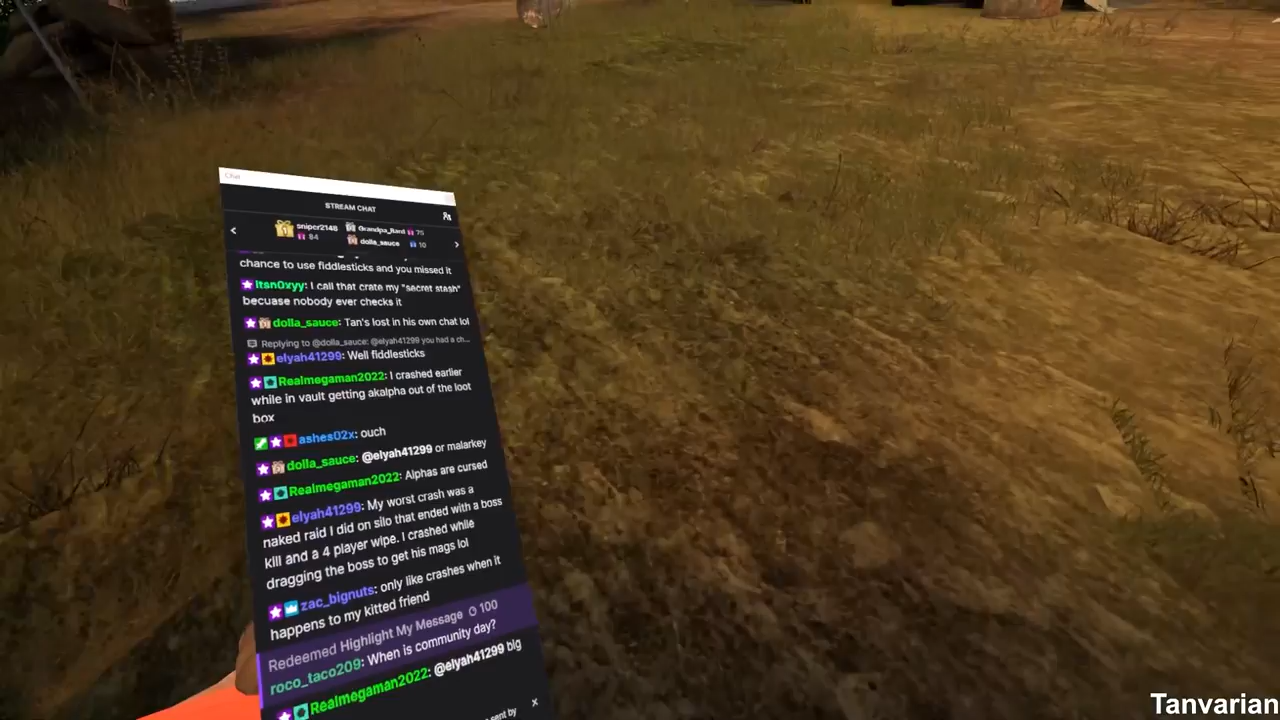 Chat
STREAM CHAT
sniper2148 Grandpa_Bard 75
84 dolla_sauce 10
chance to use fiddlesticks and you missed it
Itsn0xyy: I call that crate my "secret stash"
becuase nobody ever checks it
dolla_sauce: Tan's lost in his own chat lol
Replying to @dolla_sauce: @elyah41299 you had a ch...
elyah41299: Well fiddlesticks
Realmegaman2022: I crashed earlier
while in vault getting akalpha out of the loot
box
ashes02x: ouch
dolla_sauce: @elyah41299 or malarkey
Realmegaman2022: Alphas are cursed
elyah41299: My worst crash was a
naked raid I did on silo that ended with a boss
kill and a 4 player wipe. I crashed while
dragging the boss to get his mags lol
zac_bignuts: only like crashes when it
happens to my kitted friend
Redeemed Highlight My Message 100
roco_taco209: When is community day?
Realmegaman2022: @elyah41299 big
sent by
Tanvarian